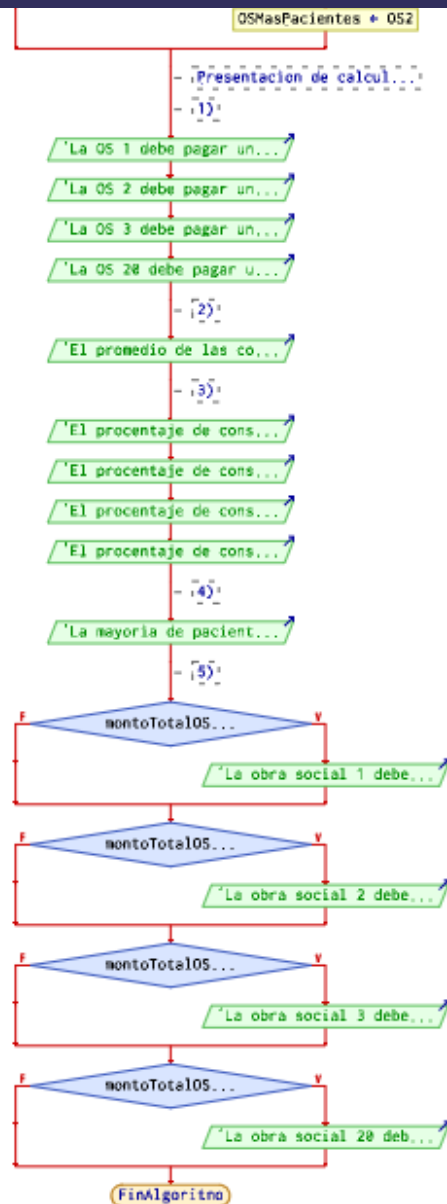 OSMasPacientes ← OS2
Presentacion de calcul...
1)
'La OS 1 debe pagar un...
'La OS 2 debe pagar un...
'La OS 3 debe pagar un...
'La OS 20 debe pagar u...
2)
'El promedio de las co...
3)
'El procentaje de cons...
'El procentaje de cons...
'El procentaje de cons...
'El procentaje de cons...
4)
'La mayoria de pacient...
5)
F montoTotalOS... V
'La obra social 1 debe...
F montoTotalOS... V
'La obra social 2 debe...
F montoTotalOS... V
'La obra social 3 debe...
F montoTotalOS... V
'La obra social 20 deb...
FinAlgoritmo